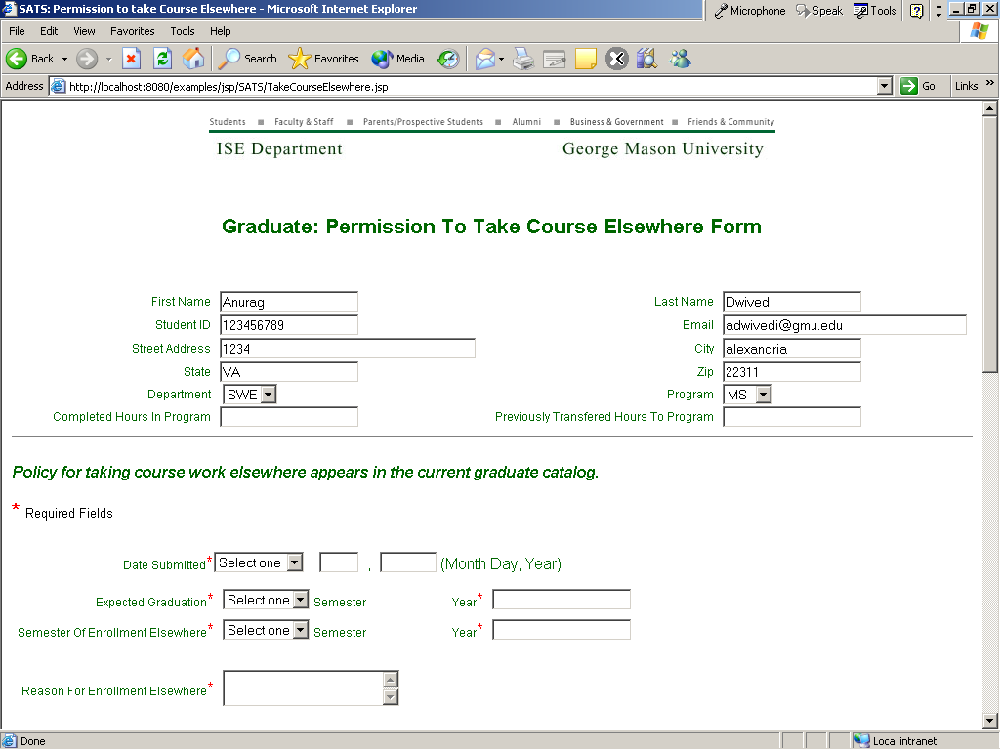 SATS: Permission to take Course Elsewhere - Microsoft Internet Explorer
Microphone Speak Tools
File Edit View Favorites Tools Help
Back Search Favorites Media
Address http://localhost:8080/examples/jsp/SATS/TakeCourseElsewhere.jsp Go Links »
Students Faculty & Staff Parents/Prospective Students Alumni Business & Government Friends & Community
ISE Department George Mason University
Graduate: Permission To Take Course Elsewhere Form
First Name Anurag Last Name Dwivedi
Student ID 123456789 Email adwivedi@gmu.edu
Street Address 1234 City alexandria
State VA Zip 22311
Department SWE Program MS
Completed Hours In Program Previously Transfered Hours To Program
Policy for taking course work elsewhere appears in the current graduate catalog.
* Required Fields
Date Submitted* Select one , (Month Day, Year)
Expected Graduation* Select one Semester Year*
Semester Of Enrollment Elsewhere* Select one Semester Year*
Reason For Enrollment Elsewhere*
Done Local intranet